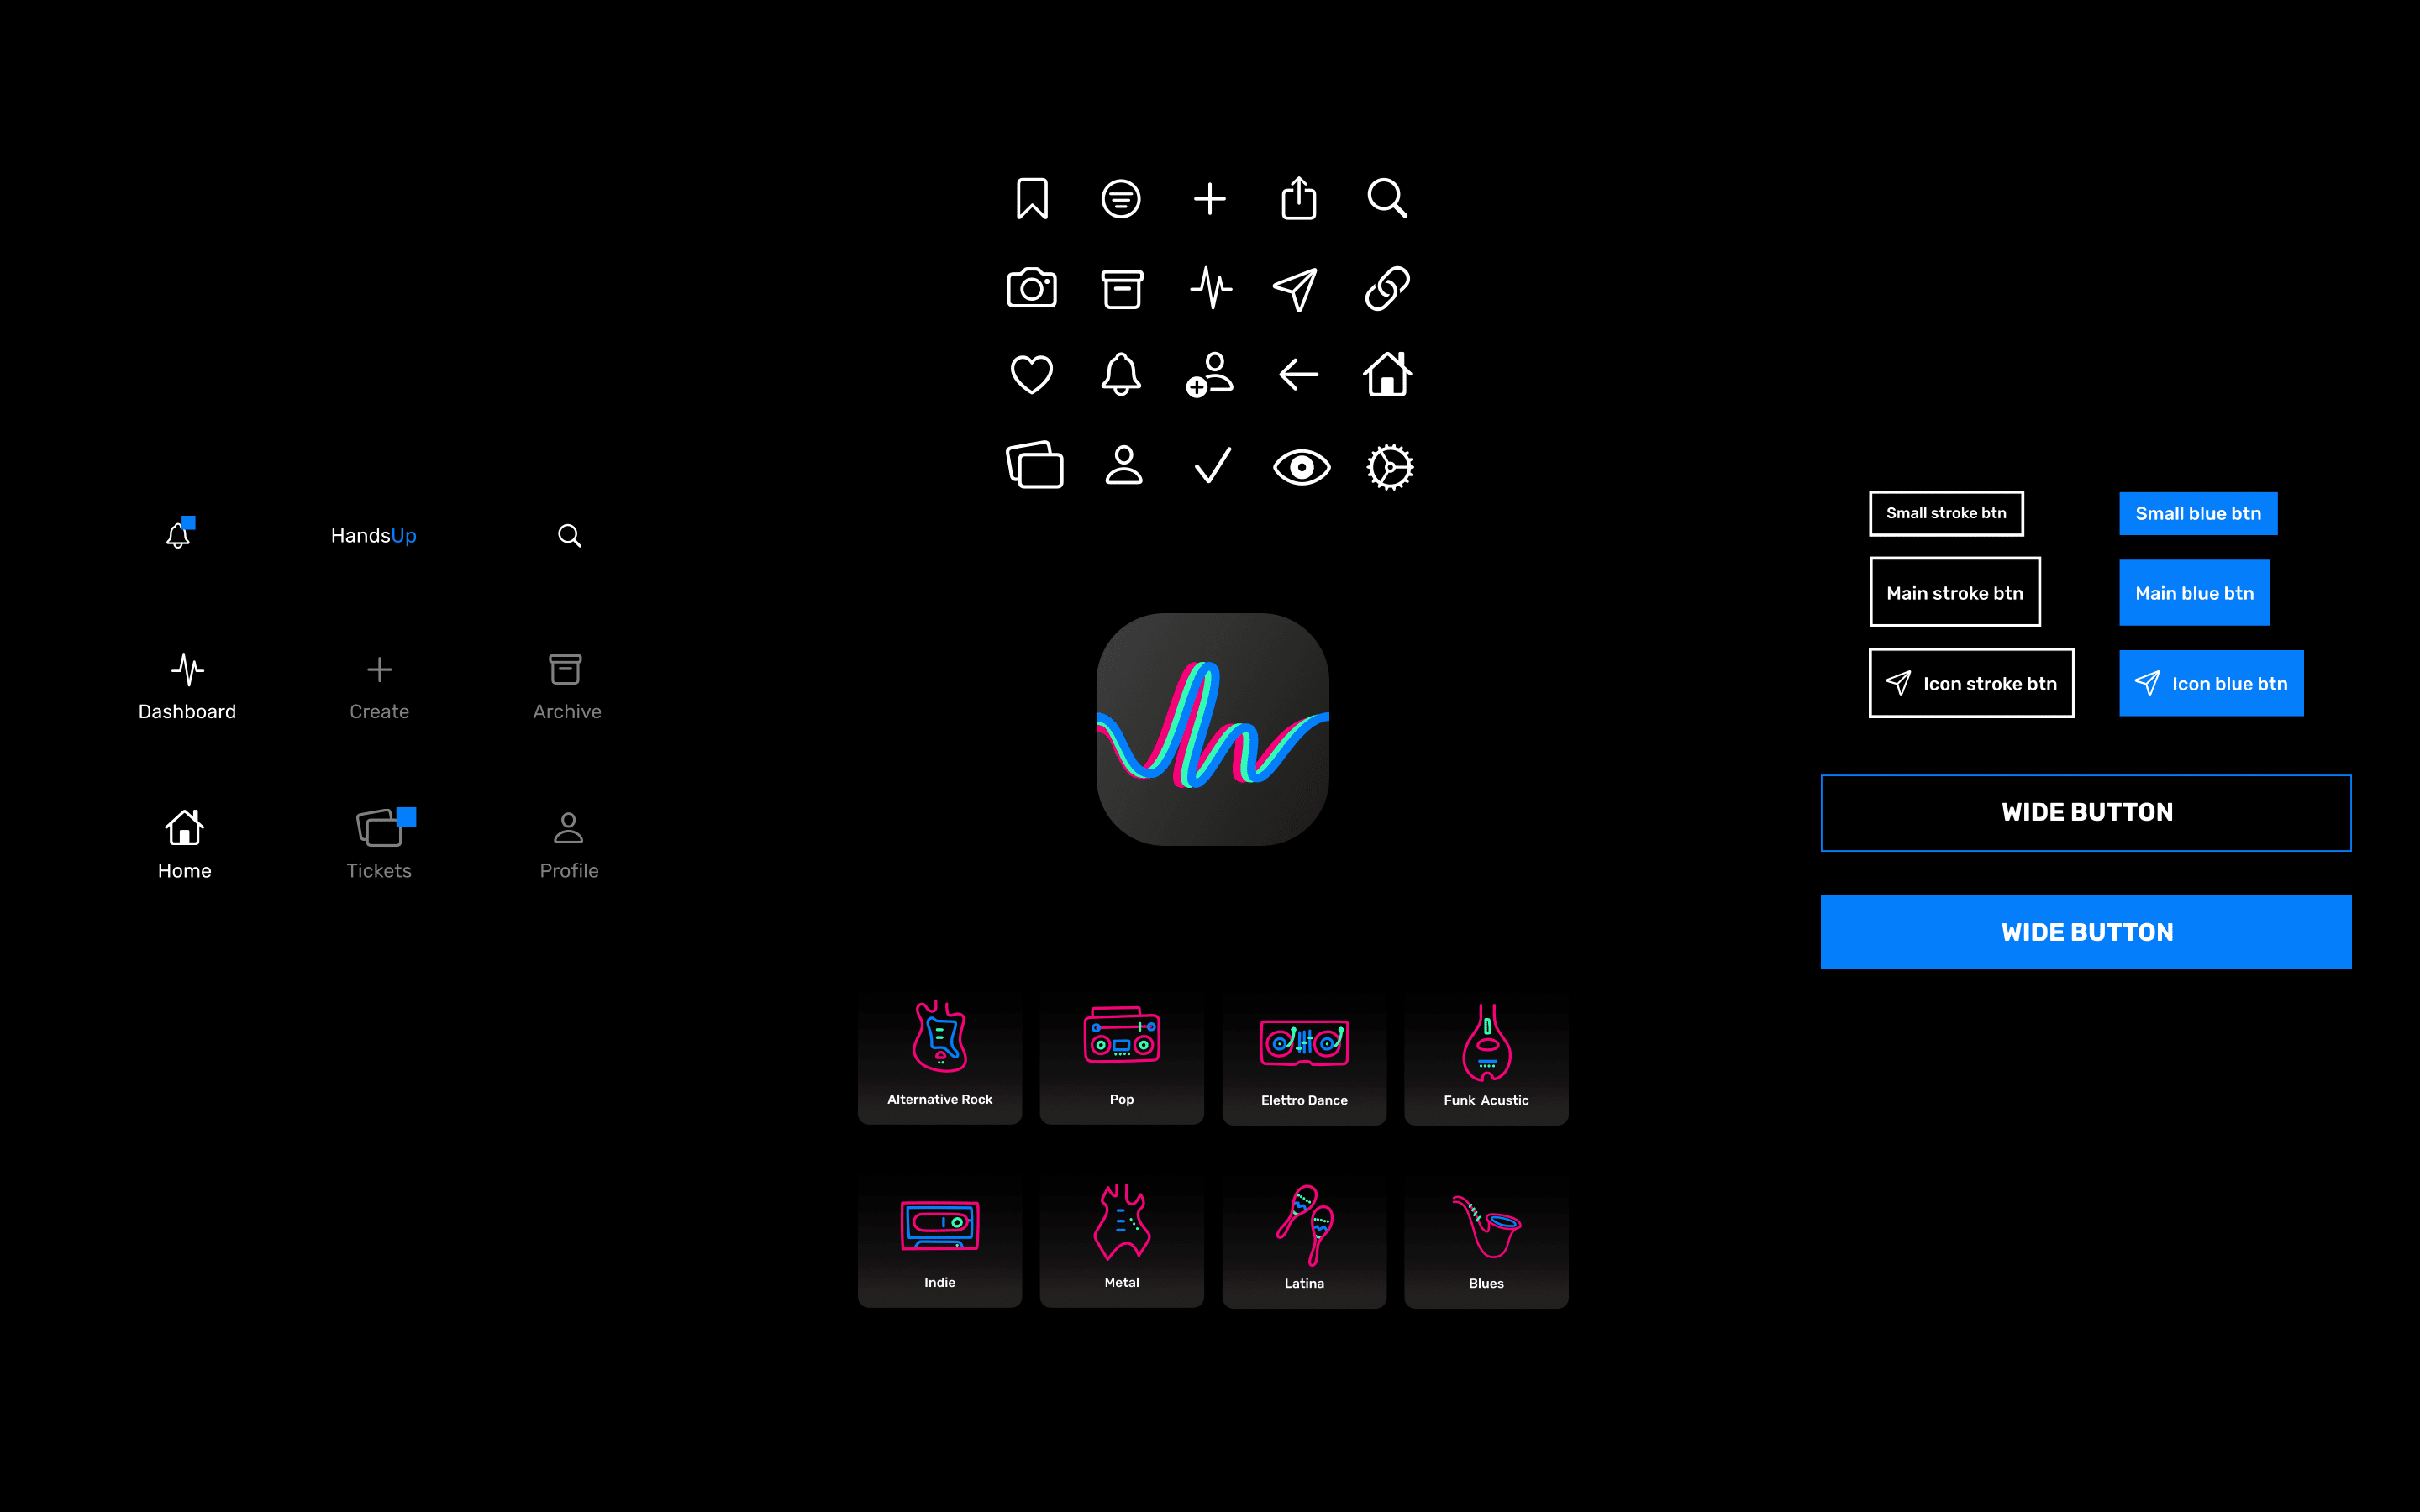 HandsUp
Dashboard
Create
Archive
Home
Tickets
Profile
Small stroke btn
Small blue btn
Main stroke btn
Main blue btn
Icon stroke btn
Icon blue btn
WIDE BUTTON
WIDE BUTTON
Alternative Rock
Pop
Elettro Dance
Funk Acustic
Indie
Metal
Latina
Blues